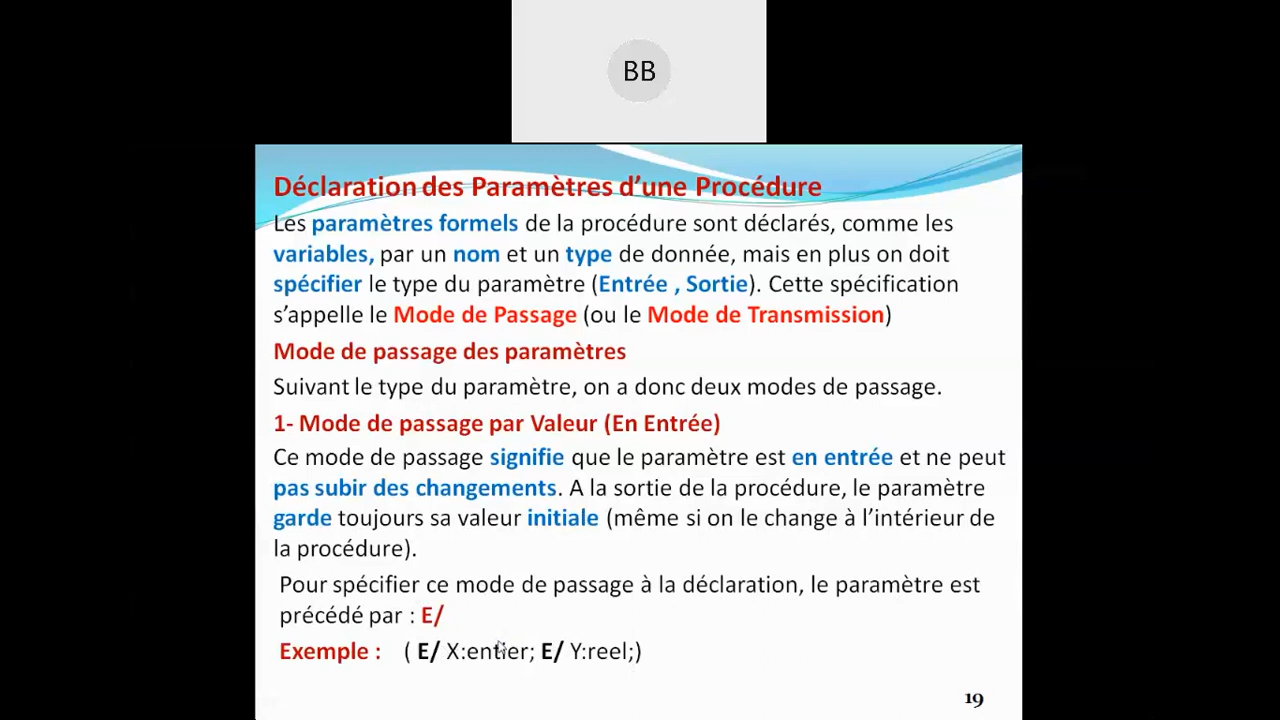 BB
Déclaration des Paramètres d’une Procédure
Les paramètres formels de la procédure sont déclarés, comme les
variables, par un nom et un type de donnée, mais en plus on doit
spécifier le type du paramètre (Entrée , Sortie). Cette spécification
s’appelle le Mode de Passage (ou le Mode de Transmission)
Mode de passage des paramètres
Suivant le type du paramètre, on a donc deux modes de passage.
1- Mode de passage par Valeur (En Entrée)
Ce mode de passage signifie que le paramètre est en entrée et ne peut
pas subir des changements. A la sortie de la procédure, le paramètre
garde toujours sa valeur initiale (même si on le change à l’intérieur de
la procédure).
Pour spécifier ce mode de passage à la déclaration, le paramètre est
précédé par : E/
Exemple : ( E/ X:entier; E/ Y:reel;)
19